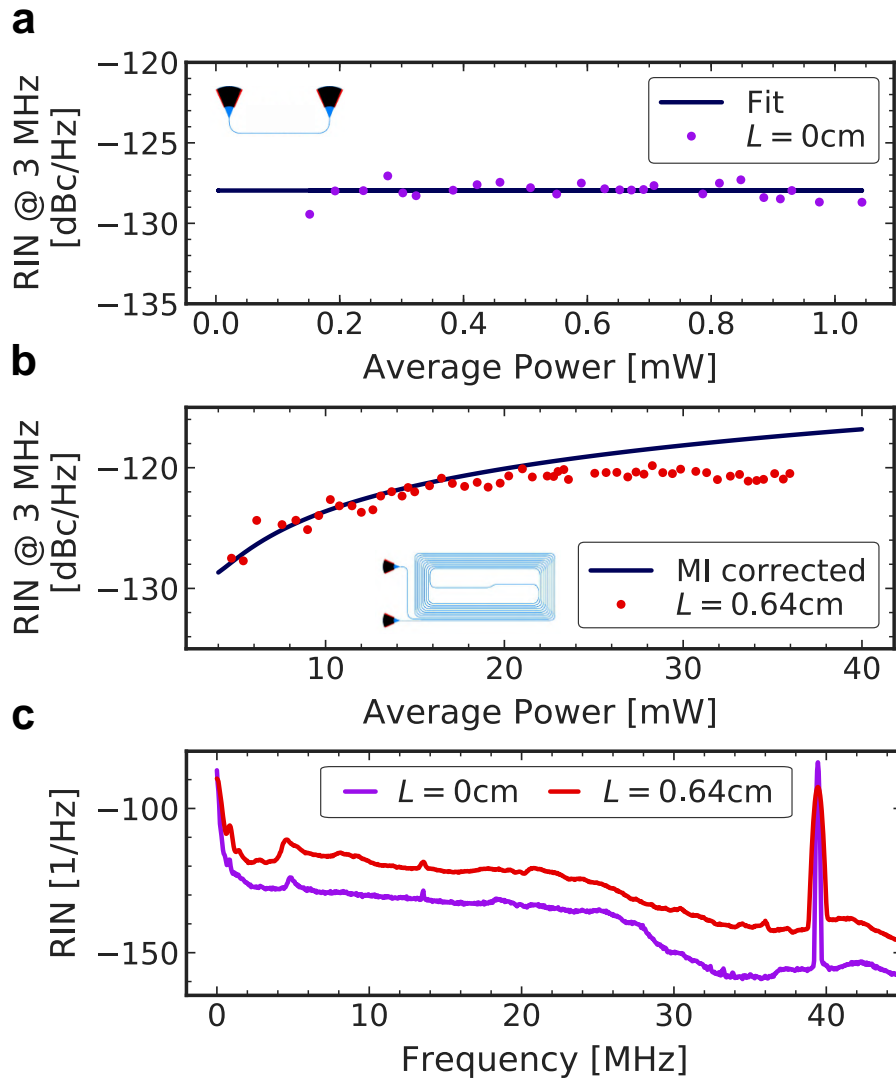 a
RIN @ 3 MHz
[dBc/Hz]
−120
−125
−130
−135
Fit
L = 0cm
0.0 0.2 0.4 0.6 0.8 1.0
Average Power [mW]
b
RIN @ 3 MHz
[dBc/Hz]
−120
−130
MI corrected
L = 0.64cm
10 20 30 40
Average Power [mW]
c
RIN [1/Hz]
−100
−150
L = 0cm L = 0.64cm
0 10 20 30 40
Frequency [MHz]